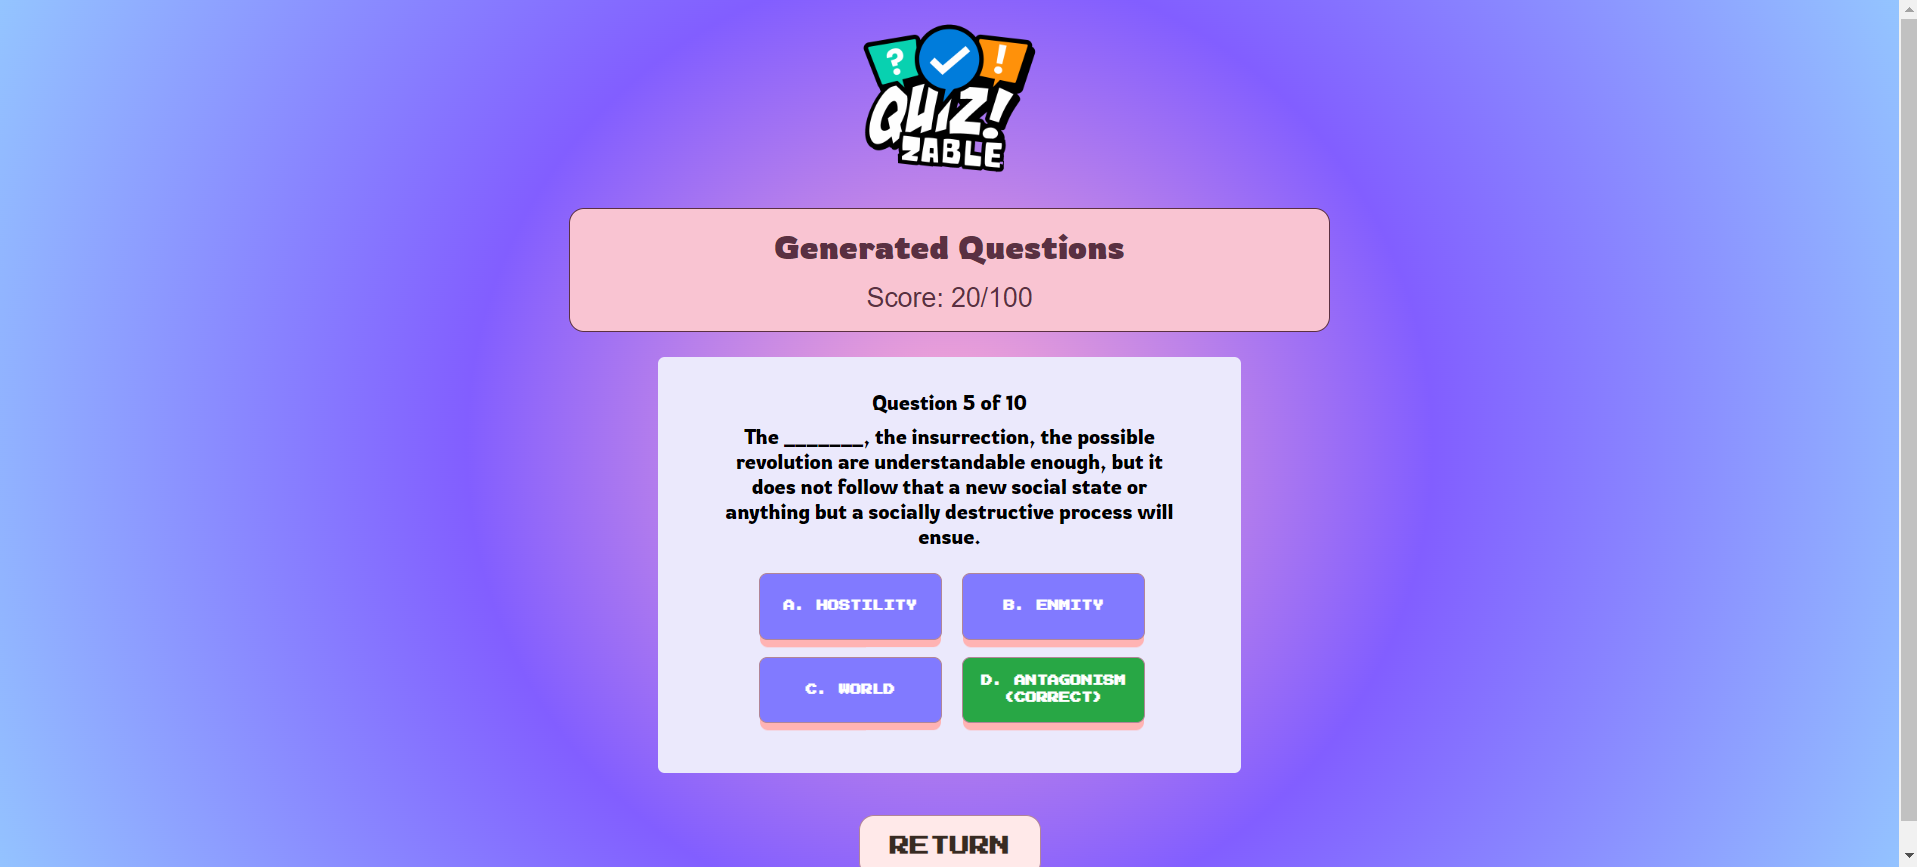 ?
!
QUIZ!
ZABLE
Generated Questions
Score: 20/100
Question 5 of 10
The _______, the insurrection, the possible
revolution are understandable enough, but it
does not follow that a new social state or
anything but a socially destructive process will
ensue.
A. HOSTILITY
B. ENMITY
C. WORLD
D. ANTAGONISM
(CORRECT)
RETURN